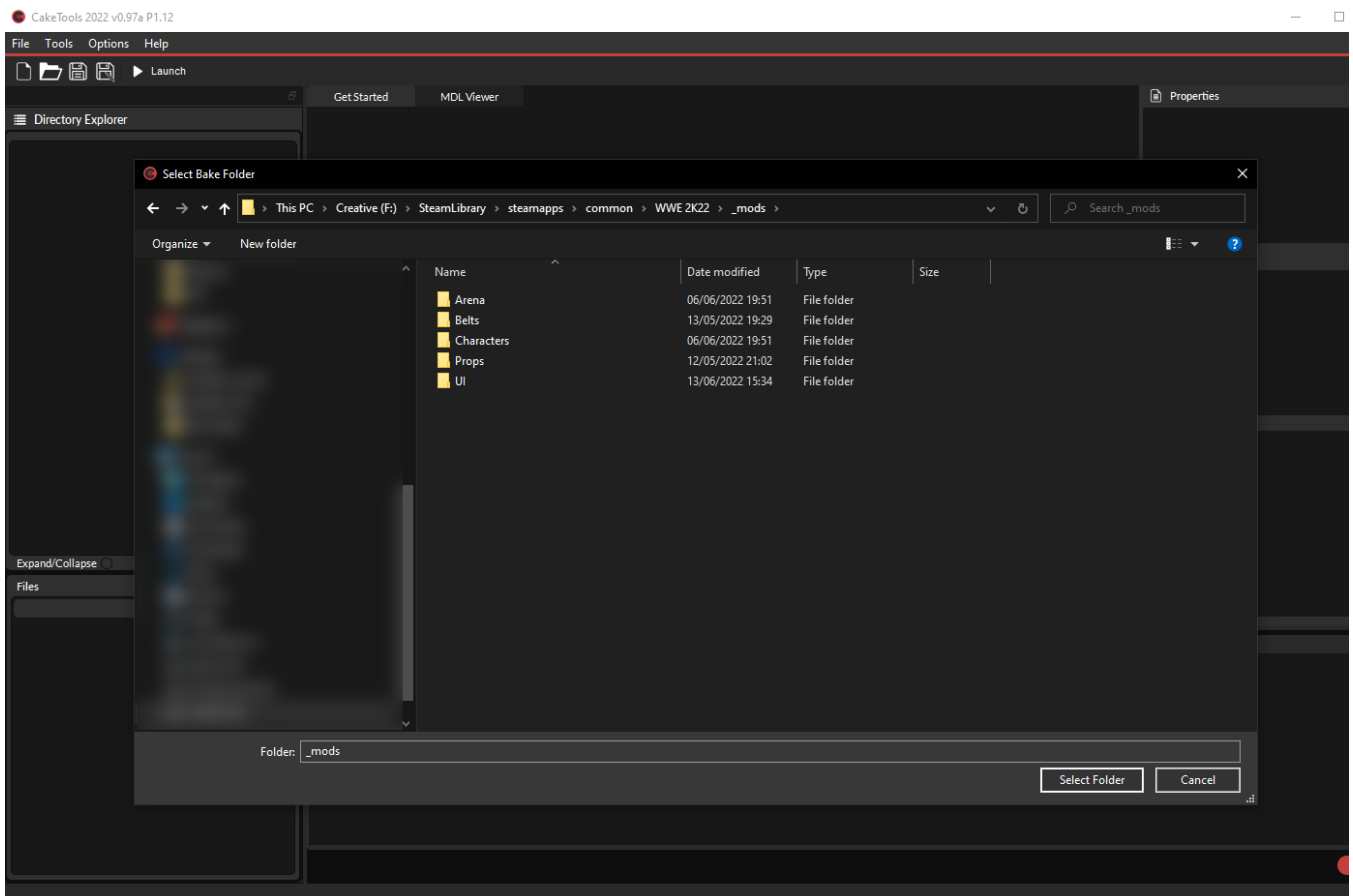 CakeTools 2022 v0.97a P1.12
File Tools Options Help
Launch
Get Started MDL Viewer Properties
Directory Explorer
Select Bake Folder
This PC > Creative (F:) > SteamLibrary > steamapps > common > WWE 2K22 > _mods >
Search _mods
Organize New folder
Name Date modified Type Size
Arena 06/06/2022 19:51 File folder
Belts 13/05/2022 19:29 File folder
Characters 06/06/2022 19:51 File folder
Props 12/05/2022 21:02 File folder
UI 13/06/2022 15:34 File folder
Expand/Collapse
Files
Folder: _mods
Select Folder Cancel